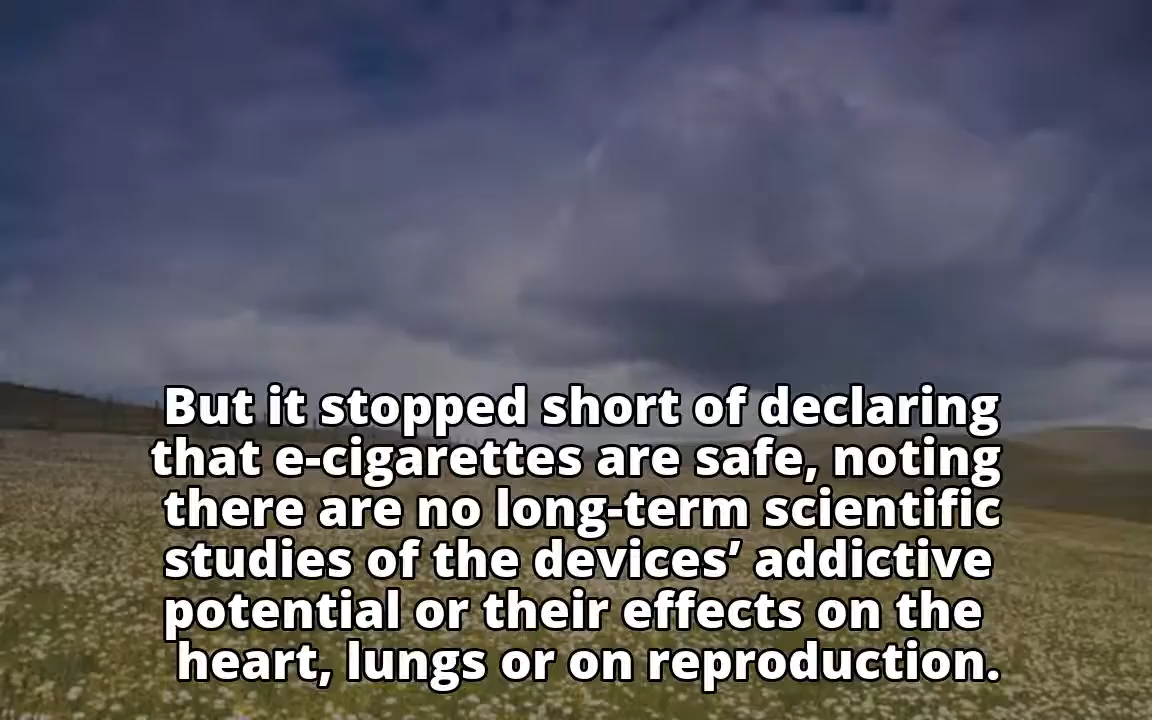 But it stopped short of declaring
that e-cigarettes are safe, noting
there are no long-term scientific
studies of the devices’ addictive
potential or their effects on the
heart, lungs or on reproduction.